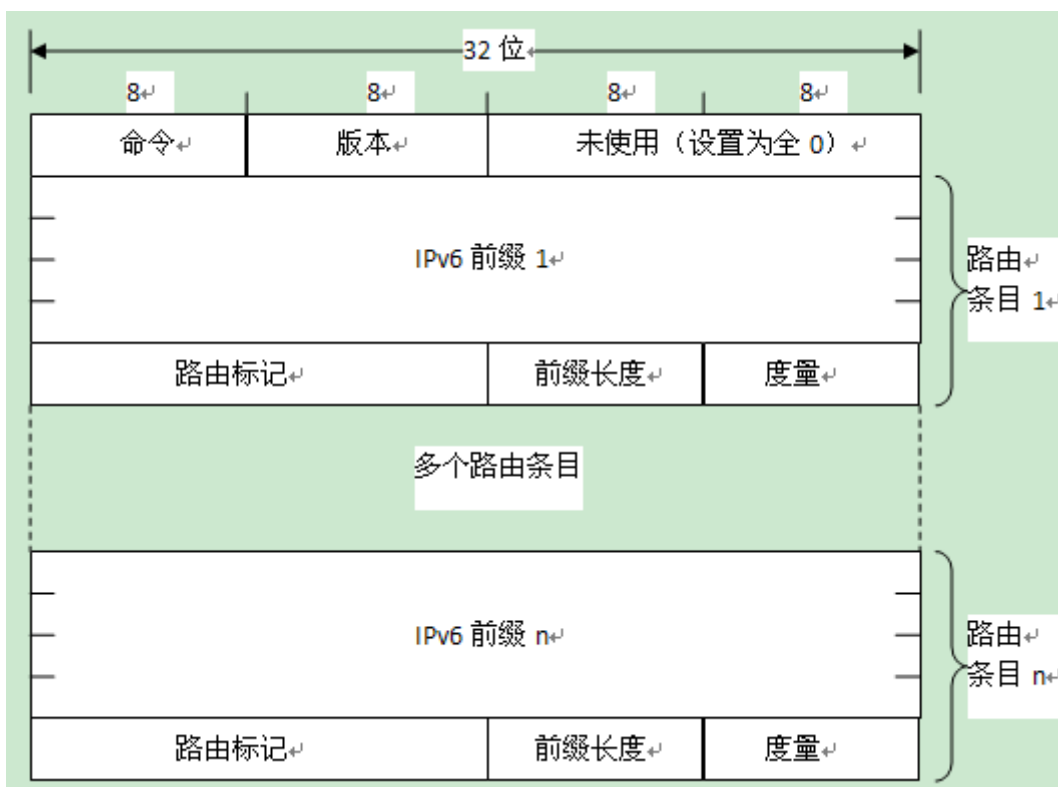 32 位↵
8↵ 8↵ 8↵ 8↵
命令↵ 版本↵ 未使用（设置为全 0）↵
IPv6 前缀 1↵
路由↵
条目 1↵
路由标记↵ 前缀长度↵ 度量↵
多个路由条目
IPv6 前缀 n↵
路由↵
条目 n↵
路由标记↵ 前缀长度↵ 度量↵